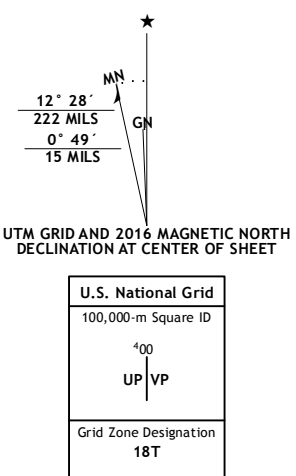 ★
MN
12° 28´
222 MILS
GN
0° 49´
15 MILS
UTM GRID AND 2016 MAGNETIC NORTH
DECLINATION AT CENTER OF SHEET
U.S. National Grid
100,000-m Square ID
⁴00
UP VP
Grid Zone Designation
18T